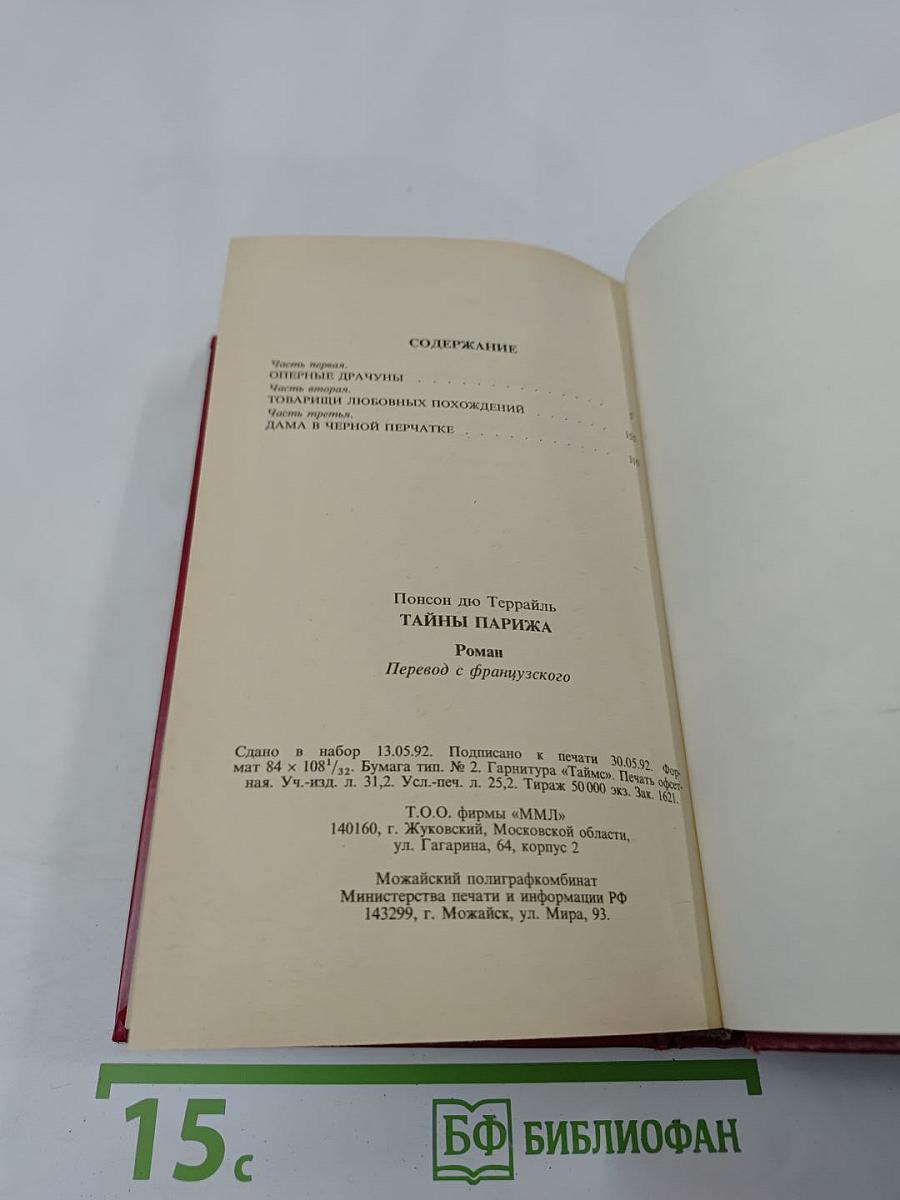 СОДЕРЖАНИЕ
Часть первая.
ОПЕРНЫЕ ДРАЧУНЫ . . . . . . . . . . . 5
Часть вторая.
ТОВАРИЩИ ЛЮБОВНЫХ ПОХОЖДЕНИЙ . . . . .
Часть третья.
ДАМА В ЧЕРНОЙ ПЕРЧАТКЕ . . . . . . . . .
Понсон дю Террайль
ТАЙНЫ ПАРИЖА
Роман
Перевод с французского
Сдано в набор 13.05.92. Подписано к печати 30.05.92. Фор-
мат 84 × 108¹/₃₂. Бумага тип. № 2. Гарнитура «Таймс». Печать офсет-
ная. Уч.-изд. л. 31,2. Усл.-печ. л. 25,2. Тираж 50 000 экз. Зак. 1621.
Т.О.О. фирмы «ММЛ»
140160, г. Жуковский, Московской области,
ул. Гагарина, 64, корпус 2
Можайский полиграфкомбинат
Министерства печати и информации РФ
143299, г. Можайск, ул. Мира, 93.
15 с
БФ БИБЛИОФАН